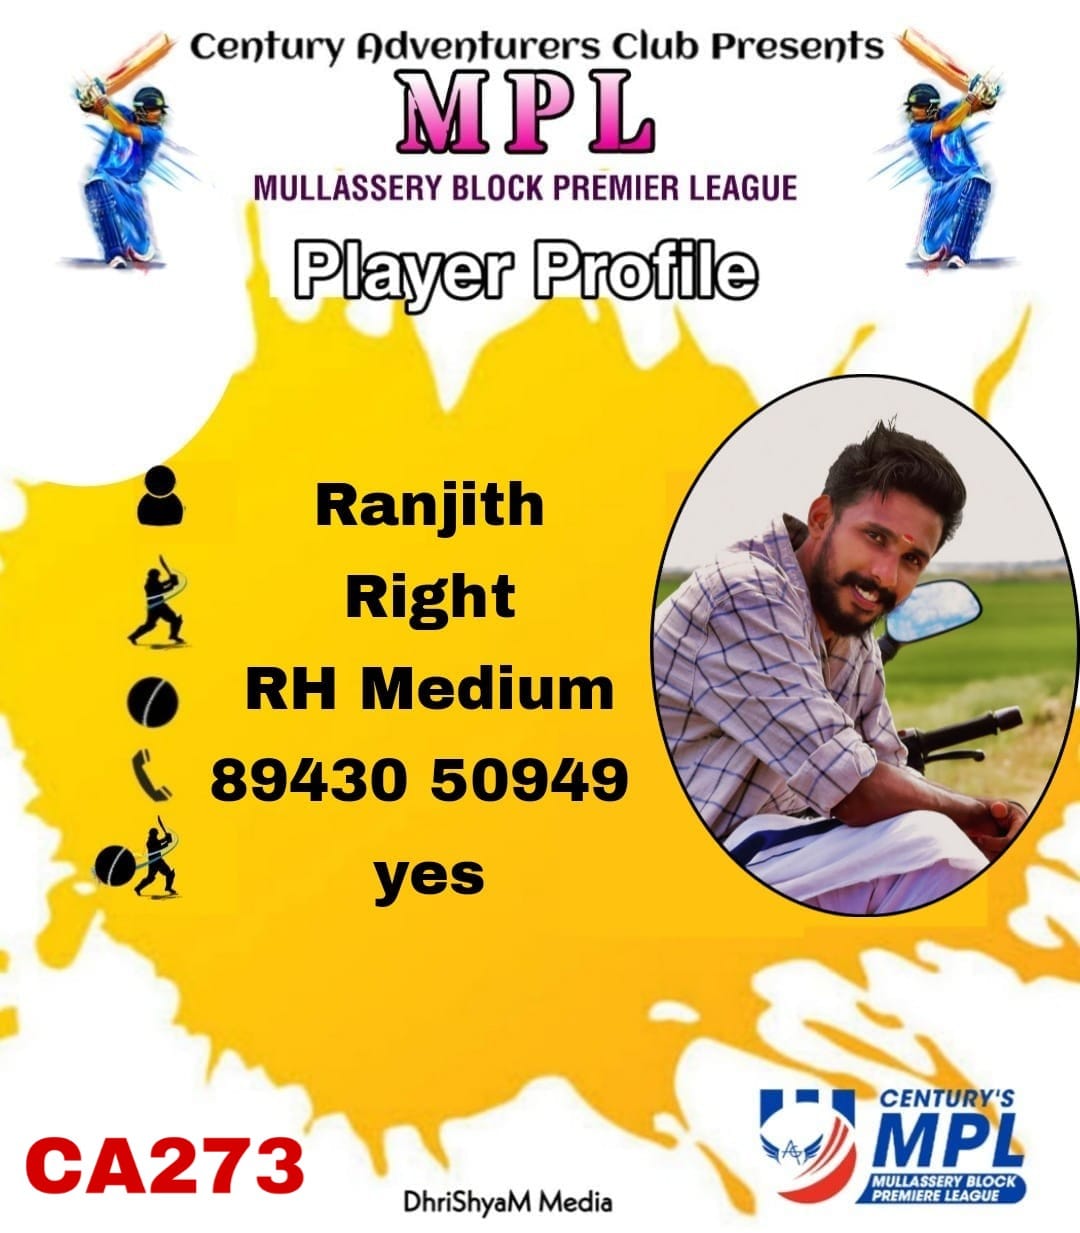 Century Adventurers Club Presents
MPL
MULLASSERY BLOCK PREMIER LEAGUE
Player Profile
Ranjith
Right
RH Medium
89430 50949
yes
CA273
DhriShyaM Media
CENTURY'S
MPL
MULLASSERY BLOCK
PREMIERE LEAGUE